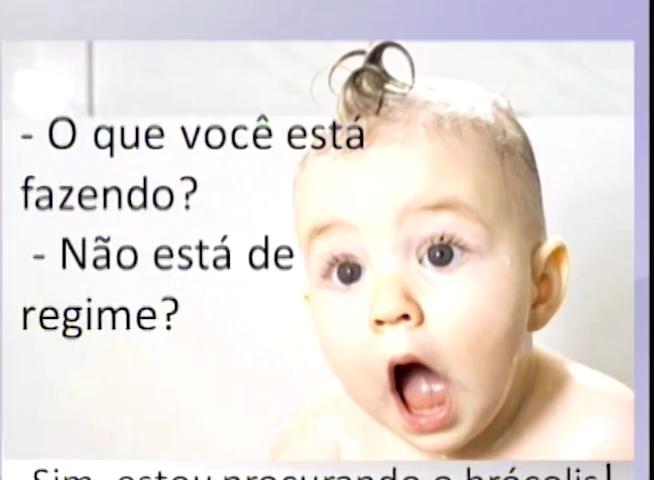 - O que você está
fazendo?
- Não está de
regime?
Sim, estou procurando o brócolis!